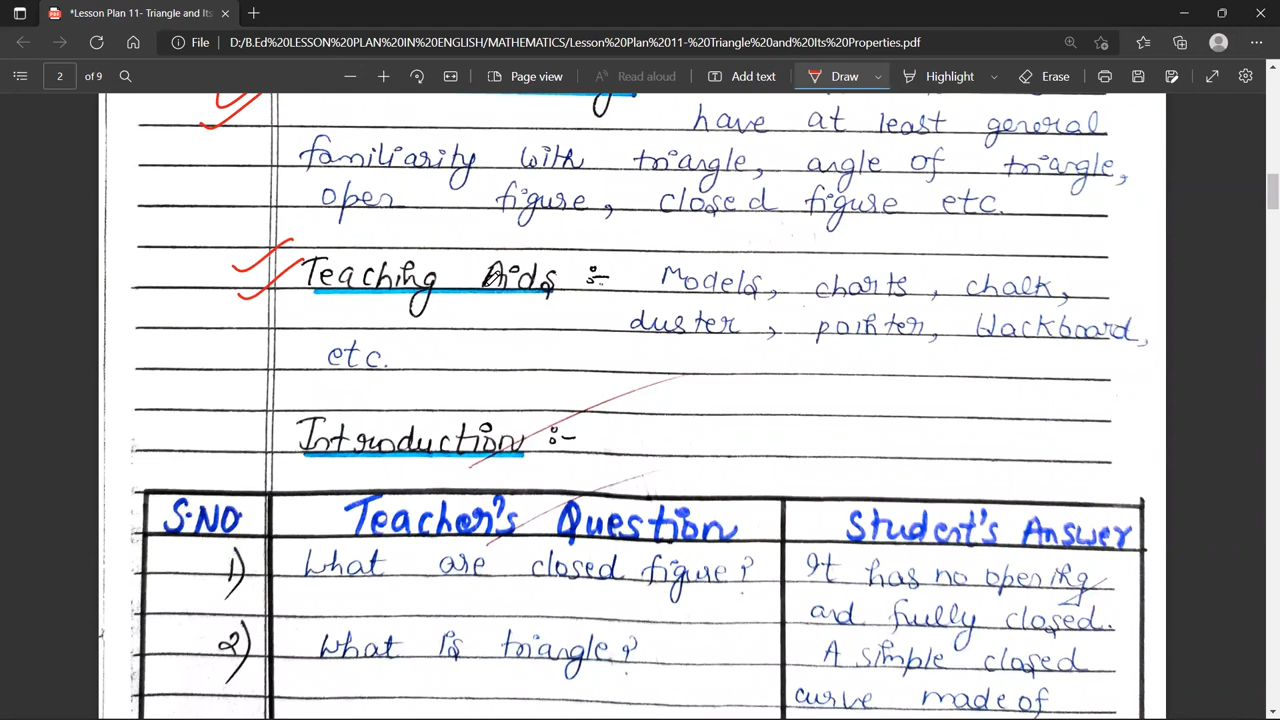 *Lesson Plan 11- Triangle and Its
File D:/B.Ed%20LESSON%20PLAN%20IN%20ENGLISH/MATHEMATICS/Lesson%20Plan%2011-%20Triangle%20and%20Its%20Properties.pdf
2 of 9 Page view Read aloud Add text Draw Highlight Erase
have at least general
familiarity with triangle, angle of triangle,
open figure, closed figure etc.
Teaching Aids :- Models, charts, chalk,
duster, pointer, blackboard,
etc.
Introduction :-
S.NO Teacher's Question Student's Answer
1) What are closed figure? It has no opening
and fully closed.
2) What is triangle? A simple closed
curve made of